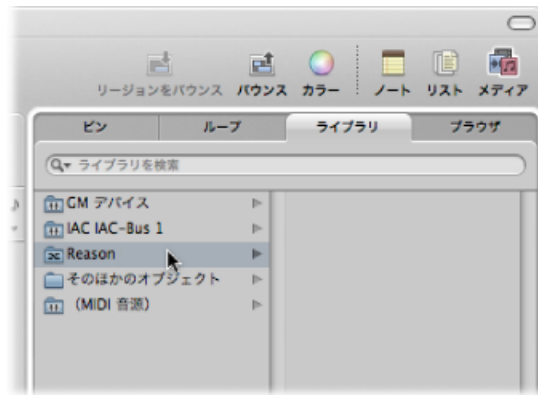 リージョンをバウンス バウンス カラー ノート リスト メディア
ビン ループ ライブラリ ブラウザ
ライブラリを検索
GM デバイス
IAC IAC-Bus 1
Reason
そのほかのオブジェクト
（MIDI 音源）